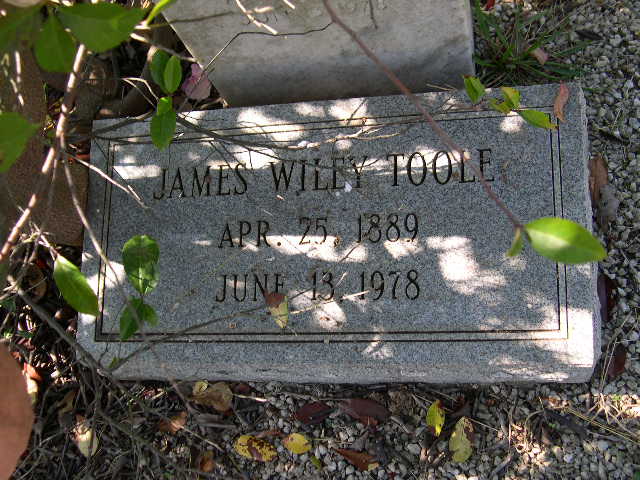 JAMES WILEY TOOLE
APR. 25, 1889
JUNE 13, 1978